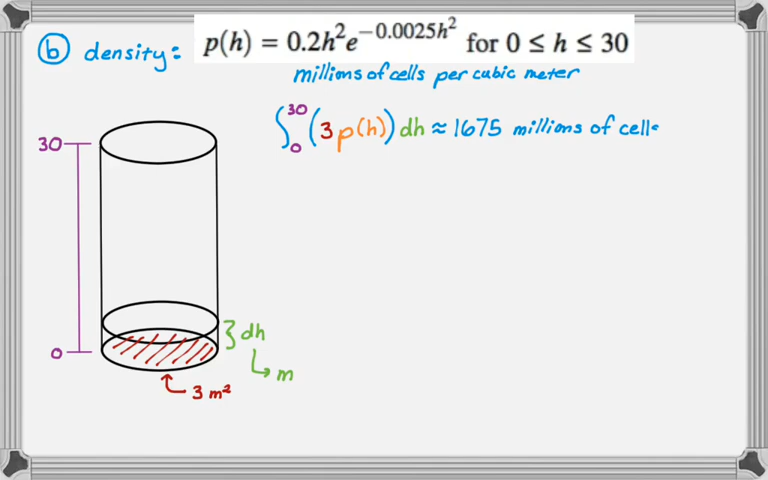 ⓑ density: p(h) = 0.2h²e^−0.0025h² for 0 ≤ h ≤ 30
millions of cells per cubic meter
∫₀³⁰ (3 p(h)) dh ≈ 1675 millions of cells
30
0
dh
m
3 m²